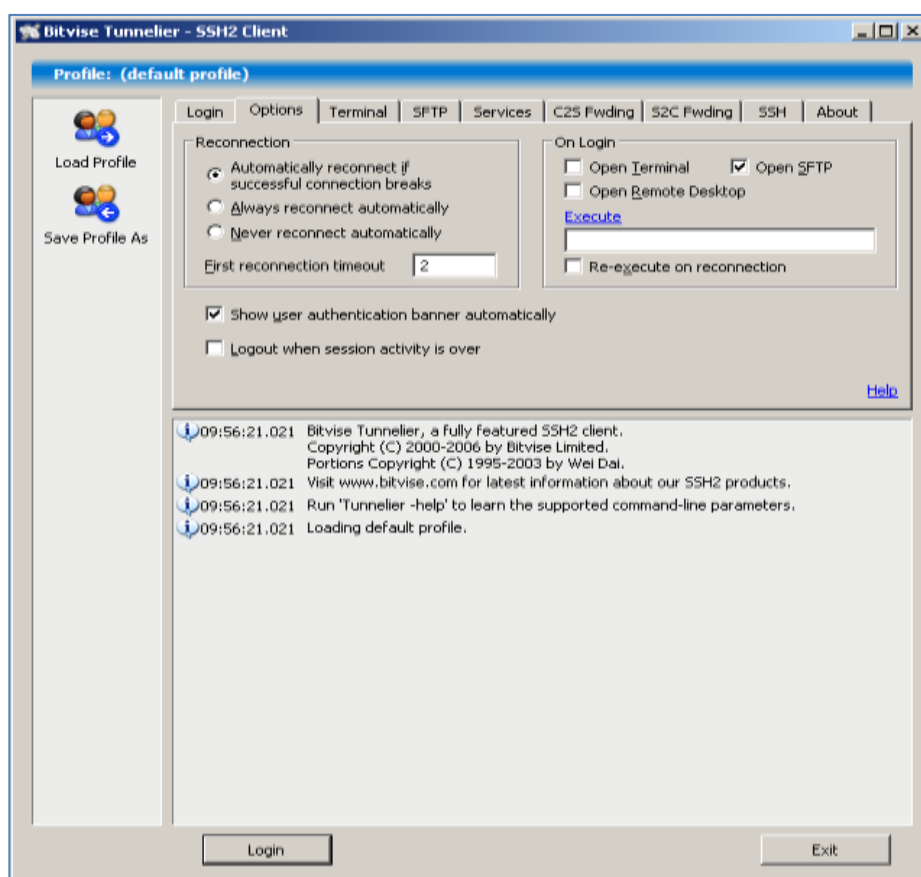 Bitvise Tunnelier - SSH2 Client
Profile: (default profile)
Load Profile
Save Profile As
Login Options Terminal SFTP Services C2S Fwding S2C Fwding SSH About
Reconnection
Automatically reconnect if
successful connection breaks
Always reconnect automatically
Never reconnect automatically
First reconnection timeout 2
On Login
Open Terminal Open SFTP
Open Remote Desktop
Execute
Re-execute on reconnection
Show user authentication banner automatically
Logout when session activity is over
Help
09:56:21.021 Bitvise Tunnelier, a fully featured SSH2 client.
Copyright (C) 2000-2006 by Bitvise Limited.
Portions Copyright (C) 1995-2003 by Wei Dai.
09:56:21.021 Visit www.bitvise.com for latest information about our SSH2 products.
09:56:21.021 Run 'Tunnelier -help' to learn the supported command-line parameters.
09:56:21.021 Loading default profile.
Login Exit